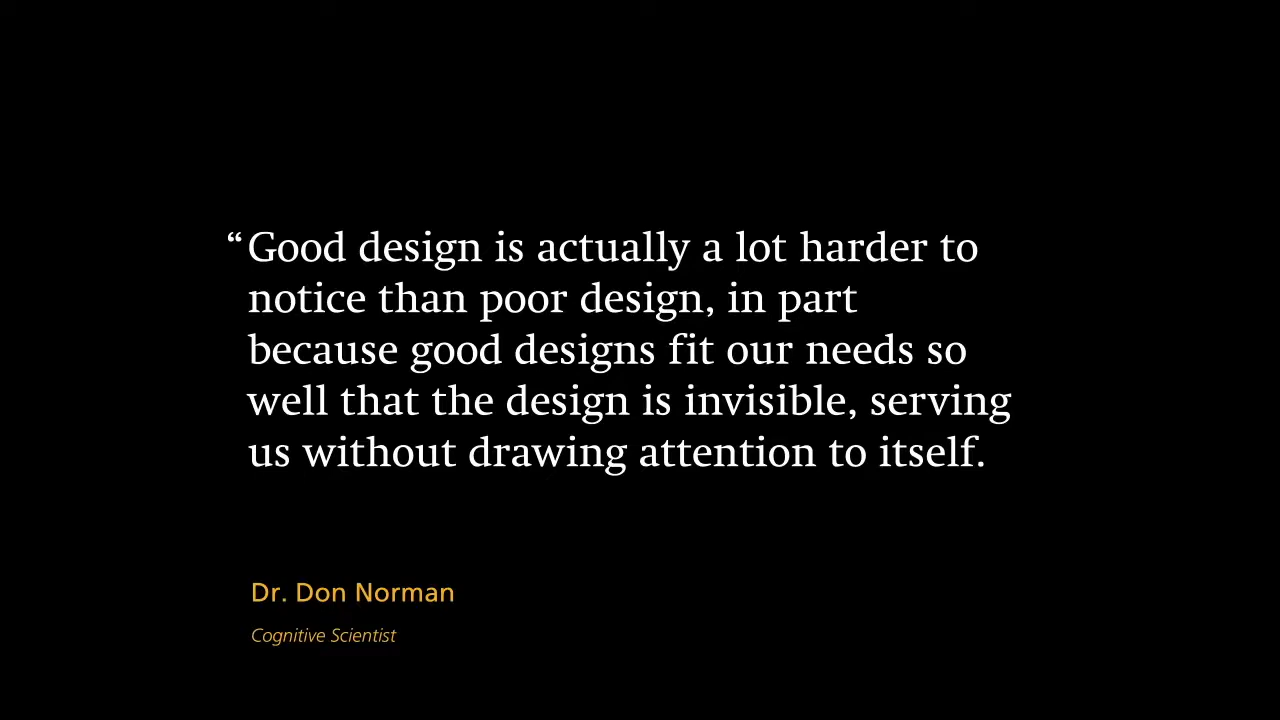 “Good design is actually a lot harder to
notice than poor design, in part
because good designs fit our needs so
well that the design is invisible, serving
us without drawing attention to itself.
Dr. Don Norman
Cognitive Scientist